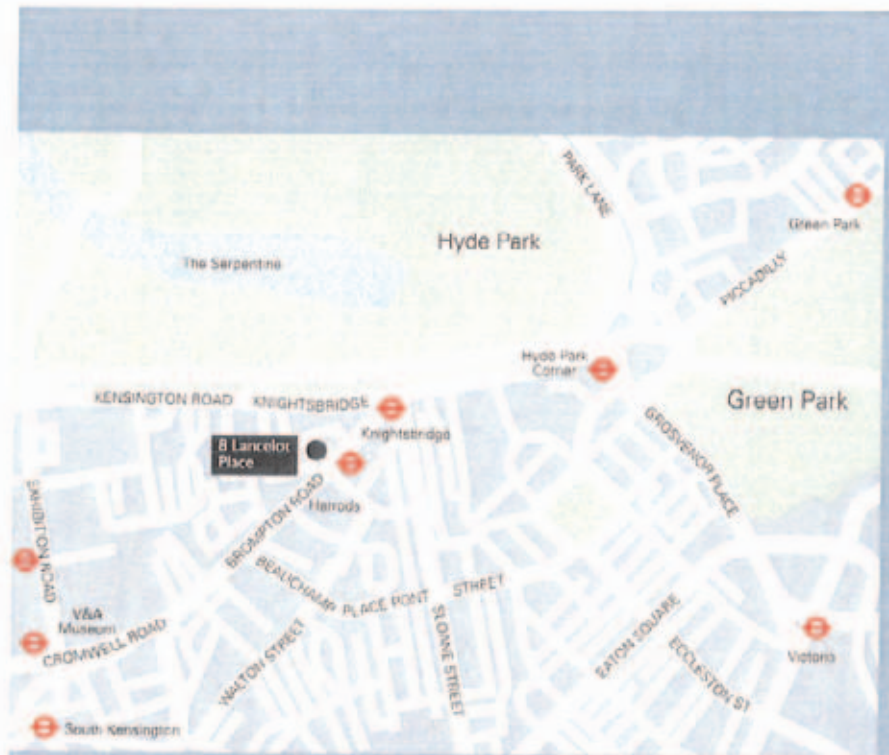 PARK LANE
Green Park
Hyde Park
The Serpentine
PICCADILLY
Hyde Park
Corner
KENSINGTON ROAD
KNIGHTSBRIDGE
Green Park
Knightsbridge
GROSVENOR PLACE
8 Lancelot
Place
Harrods
EXHIBITION ROAD
BROMPTON ROAD
BEAUCHAMP PLACE
PONT STREET
V&A
Museum
CROMWELL ROAD
WALTON STREET
SLONNE STREET
EATON SQUARE
ECCLESTON ST
Victoria
South Kensington